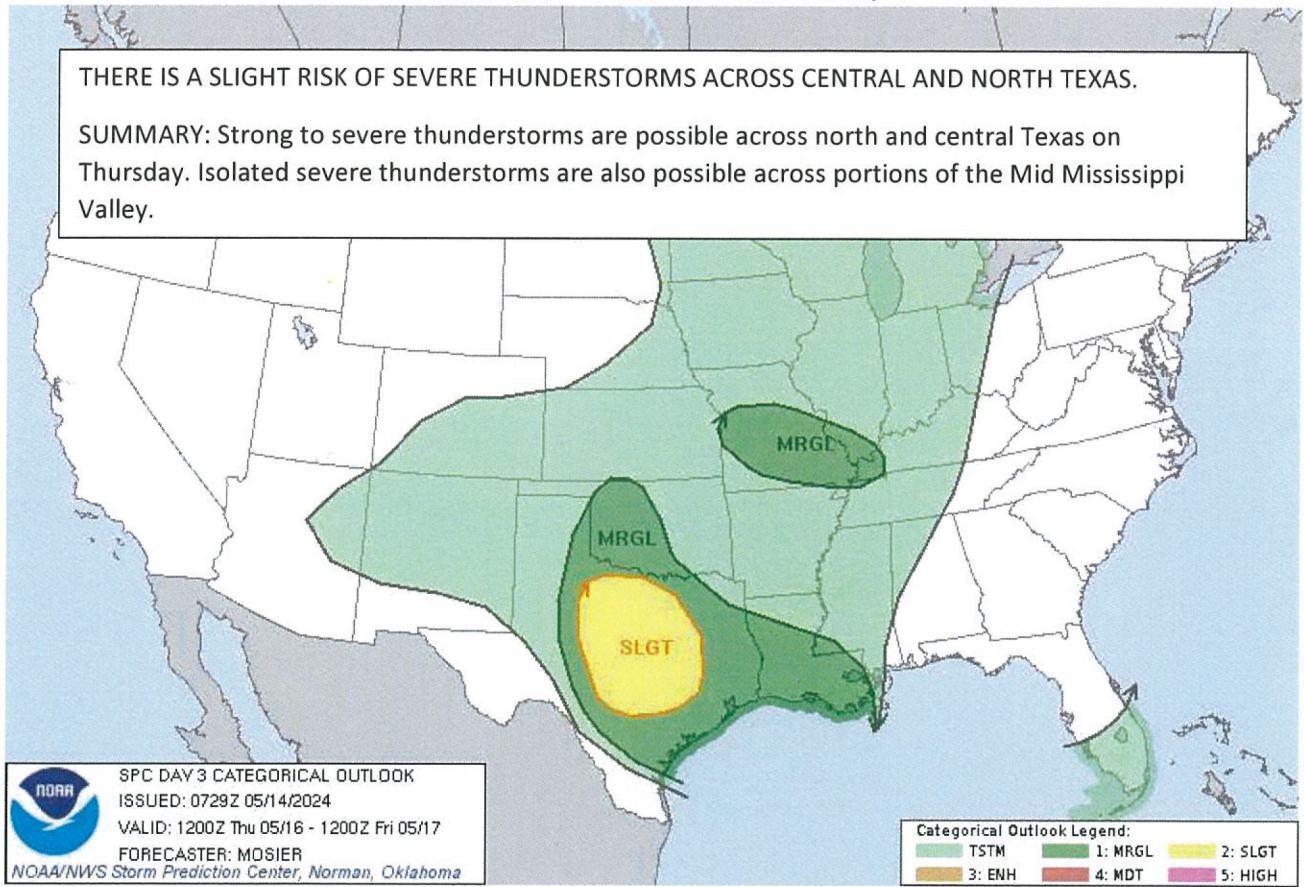 THERE IS A SLIGHT RISK OF SEVERE THUNDERSTORMS ACROSS CENTRAL AND NORTH TEXAS.
SUMMARY: Strong to severe thunderstorms are possible across north and central Texas on
Thursday. Isolated severe thunderstorms are also possible across portions of the Mid Mississippi
Valley.
MRGL
MRGL
SLGT
NOAA
SPC DAY 3 CATEGORICAL OUTLOOK
ISSUED: 0729Z 05/14/2024
VALID: 1200Z Thu 05/16 - 1200Z Fri 05/17
FORECASTER: MOSIER
NOAA/NWS Storm Prediction Center, Norman, Oklahoma
Categorical Outlook Legend:
TSTM 1: MRGL 2: SLGT
3: ENH 4: MDT 5: HIGH